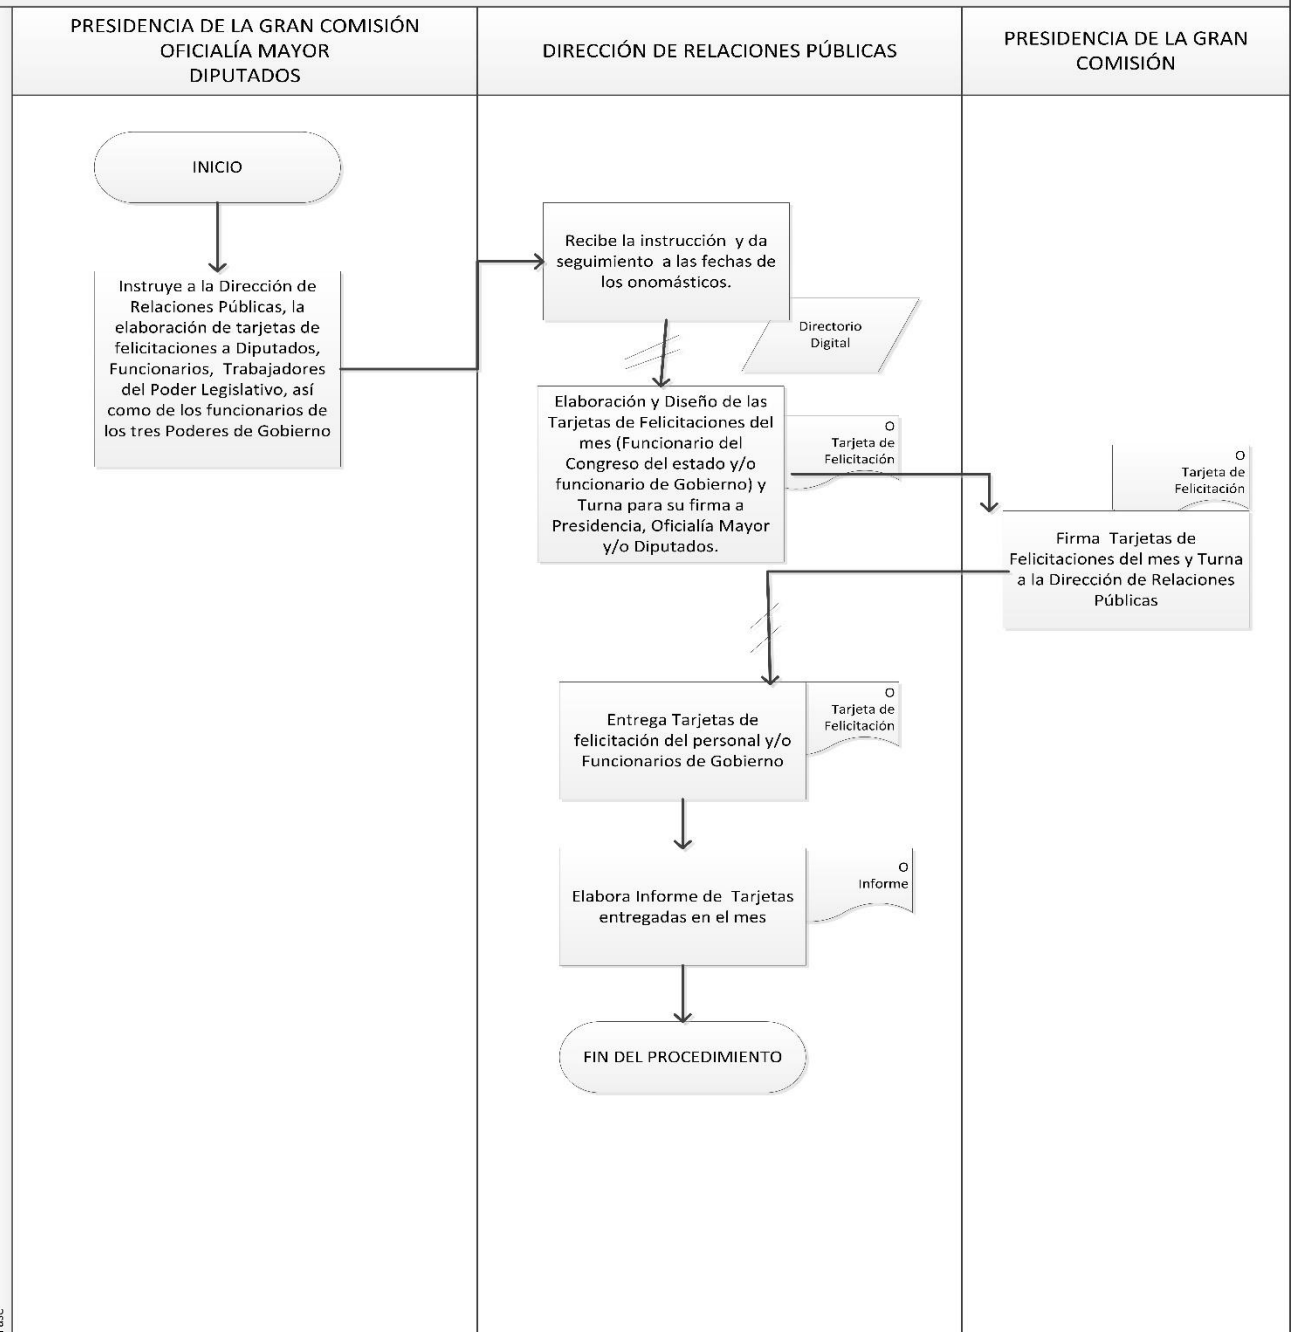 PRESIDENCIA DE LA GRAN COMISIÓN
OFICIALÍA MAYOR
DIPUTADOS
DIRECCIÓN DE RELACIONES PÚBLICAS
PRESIDENCIA DE LA GRAN
COMISIÓN
INICIO
Instruye a la Dirección de
Relaciones Públicas, la
elaboración de tarjetas de
felicitaciones a Diputados,
Funcionarios, Trabajadores
del Poder Legislativo, así
como de los funcionarios de
los tres Poderes de Gobierno
Recibe la instrucción y da
seguimiento a las fechas de
los onomásticos.
Directorio
Digital
Elaboración y Diseño de las
Tarjetas de Felicitaciones del
mes (Funcionario del
Congreso del estado y/o
funcionario de Gobierno) y
Turna para su firma a
Presidencia, Oficialía Mayor
y/o Diputados.
O
Tarjeta de
Felicitación
O
Tarjeta de
Felicitación
Firma Tarjetas de
Felicitaciones del mes y Turna
a la Dirección de Relaciones
Públicas
Entrega Tarjetas de
felicitación del personal y/o
Funcionarios de Gobierno
O
Tarjeta de
Felicitación
Elabora Informe de Tarjetas
entregadas en el mes
O
Informe
FIN DEL PROCEDIMIENTO